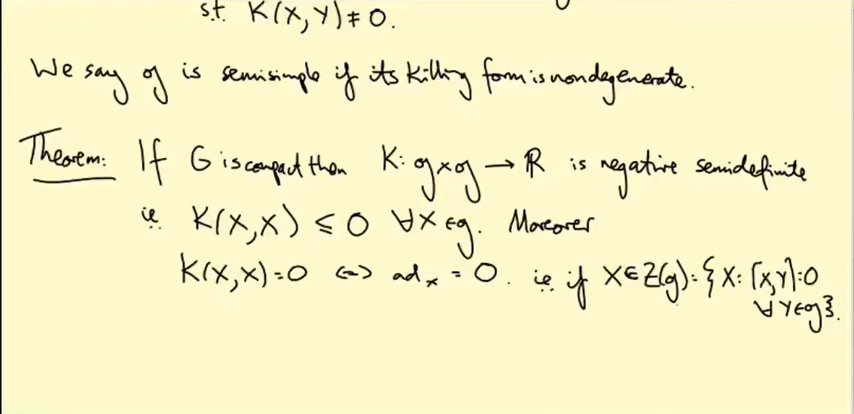 s.t. K(X,Y) ≠ 0.
We say 𝔤 is semisimple if its Killing form is nondegenerate.
Theorem: If G is compact then K: 𝔤×𝔤 → ℝ is negative semidefinite
i.e. K(X,X) ≤ 0 ∀X∈𝔤. Moreover
K(X,X)=0 ⟺ ad_X = 0. i.e. if X∈Z(𝔤)={X: [X,Y]=0
∀Y∈𝔤}.